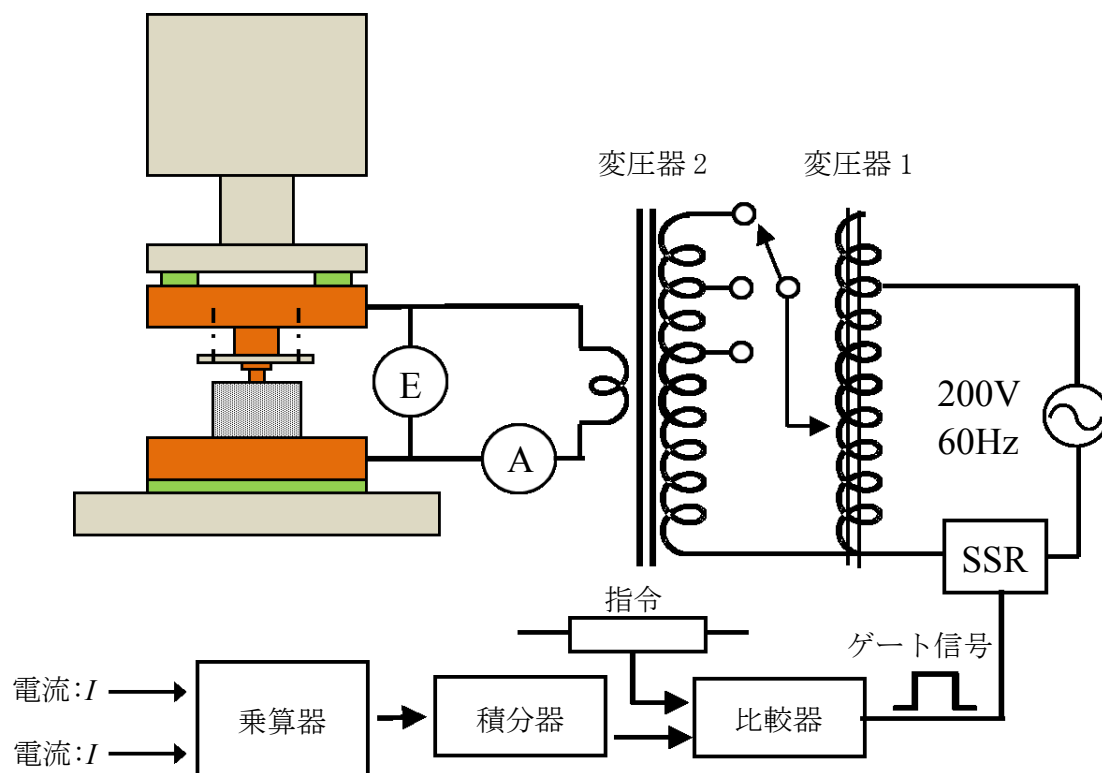 変圧器 2
変圧器 1
E
A
200V
60Hz
SSR
指令
ゲート信号
電流:I
電流:I
乗算器
積分器
比較器